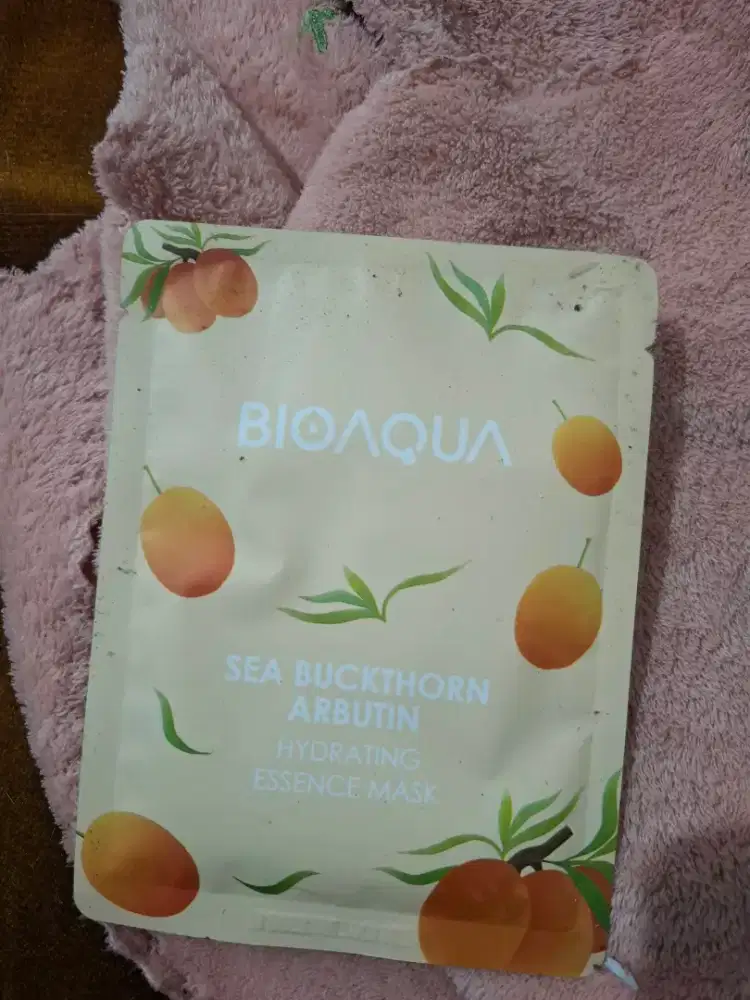 BIOAQUA
SEA BUCKTHORN
ARBUTIN
HYDRATING
ESSENCE MASK